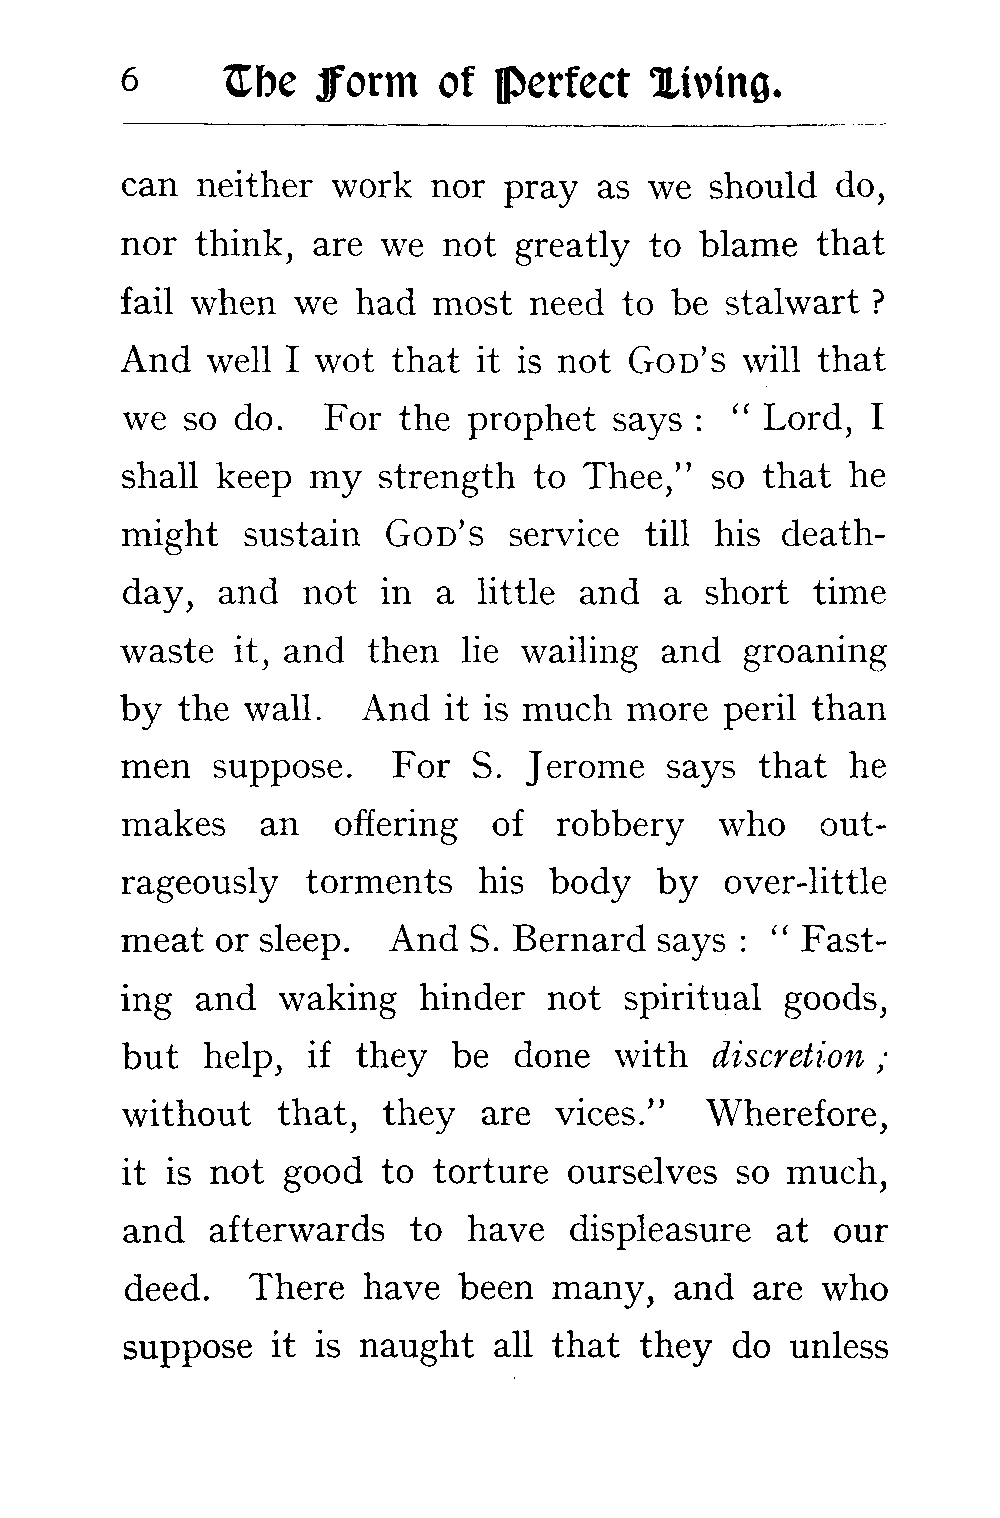 6 The Form of Perfect Living.
can neither work nor pray as we should do,
nor think, are we not greatly to blame that
fail when we had most need to be stalwart ?
And well I wot that it is not GOD'S will that
we so do. For the prophet says : “ Lord, I
shall keep my strength to Thee,” so that he
might sustain GOD'S service till his death-
day, and not in a little and a short time
waste it, and then lie wailing and groaning
by the wall. And it is much more peril than
men suppose. For S. Jerome says that he
makes an offering of robbery who out-
rageously torments his body by over-little
meat or sleep. And S. Bernard says : “ Fast-
ing and waking hinder not spiritual goods,
but help, if they be done with discretion ;
without that, they are vices.” Wherefore,
it is not good to torture ourselves so much,
and afterwards to have displeasure at our
deed. There have been many, and are who
suppose it is naught all that they do unless